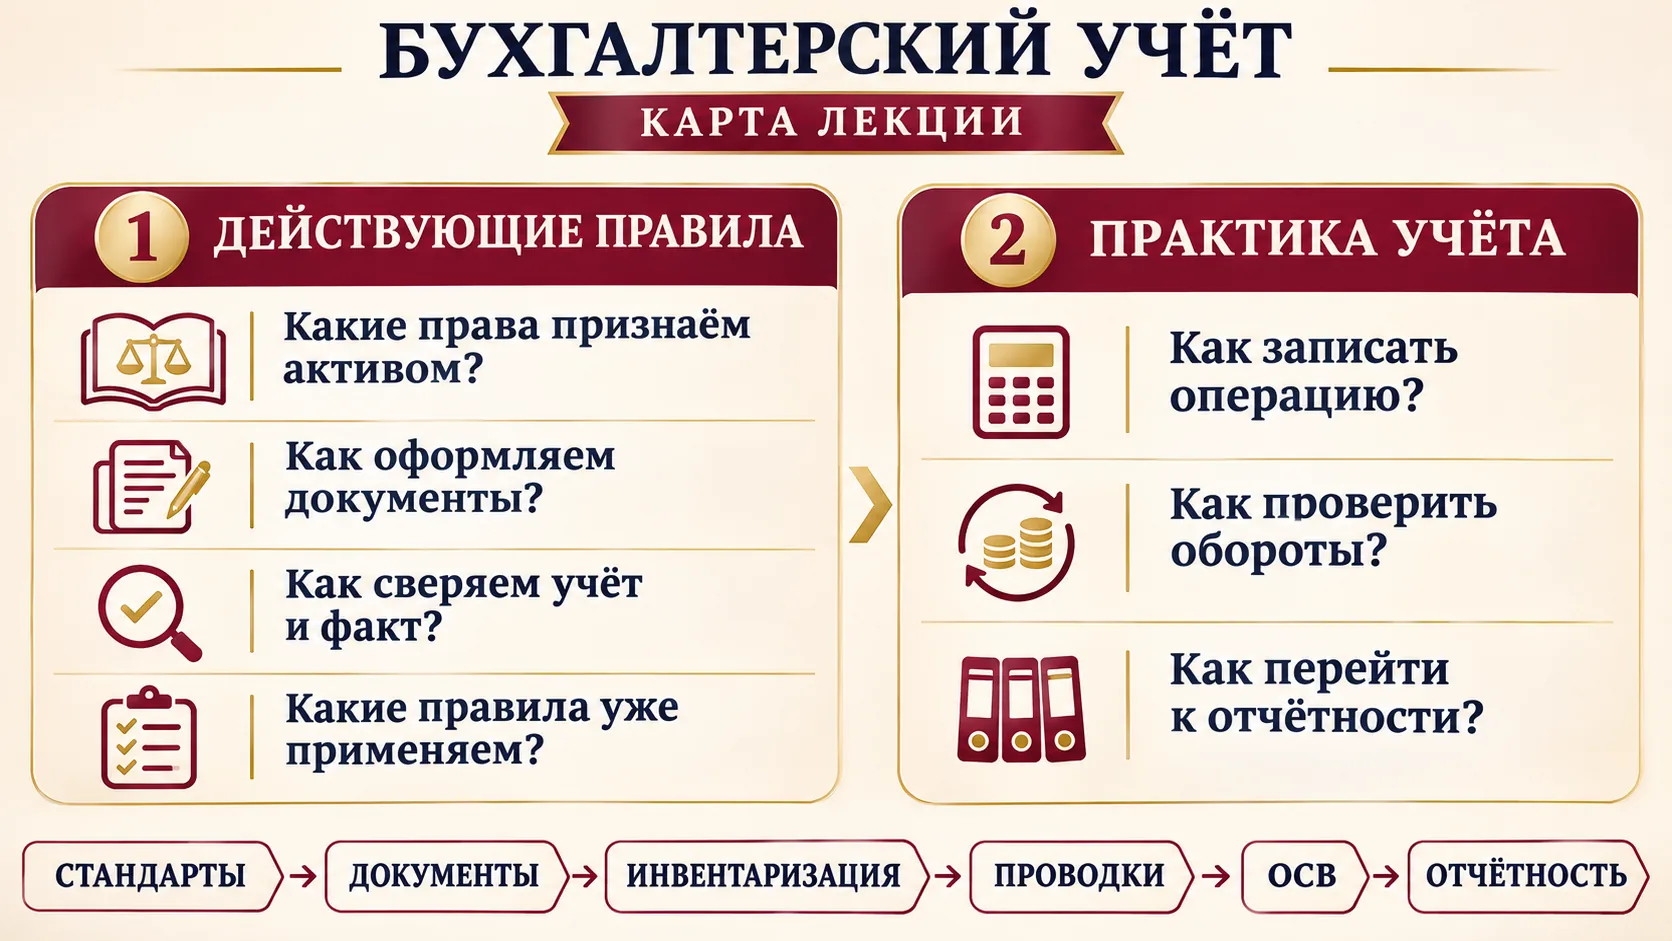 БУХГАЛТЕРСКИЙ УЧЁТ
КАРТА ЛЕКЦИИ
1 ДЕЙСТВУЮЩИЕ ПРАВИЛА
Какие права признаём
активом?
Как оформляем
документы?
Как сверяем учёт
и факт?
Какие правила уже
применяем?
2 ПРАКТИКА УЧЁТА
Как записать
операцию?
Как проверить
обороты?
Как перейти
к отчётности?
СТАНДАРТЫ
ДОКУМЕНТЫ
ИНВЕНТАРИЗАЦИЯ
ПРОВОДКИ
ОСВ
ОТЧЁТНОСТЬ